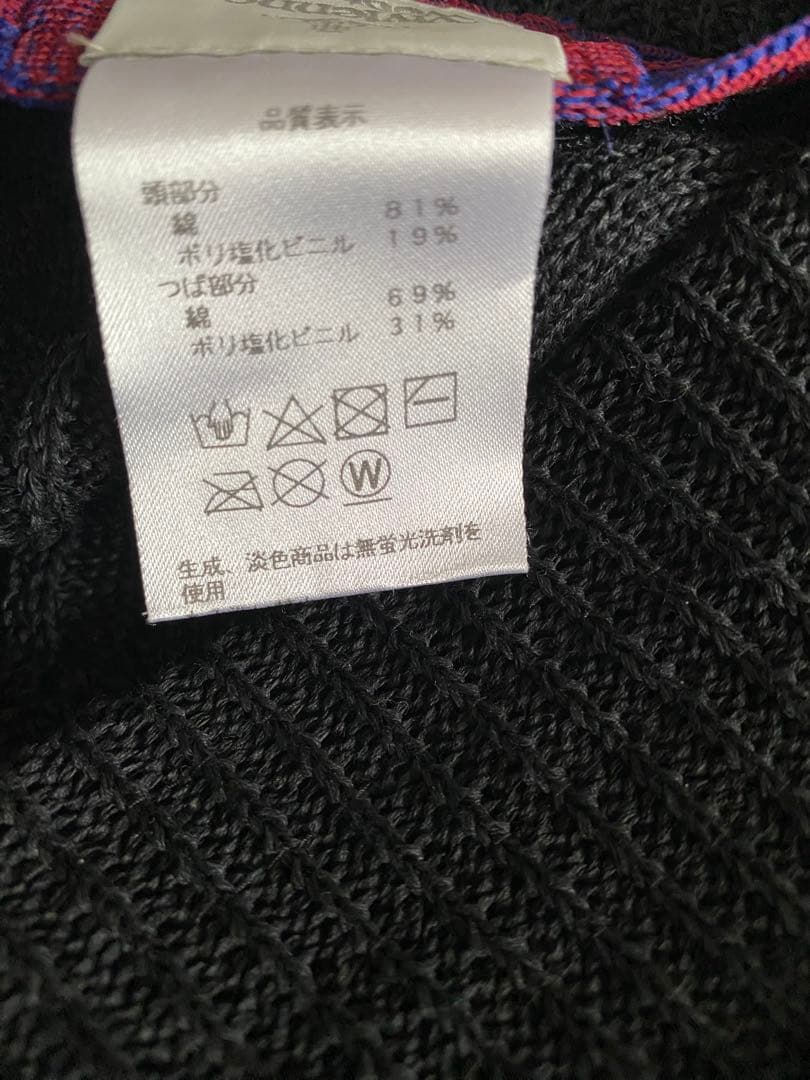 品質表示
頭部分
綿 81%
ポリ塩化ビニル 19%
つば部分
綿 69%
ポリ塩化ビニル 31%
W
生成、淡色商品は無蛍光洗剤を
使用